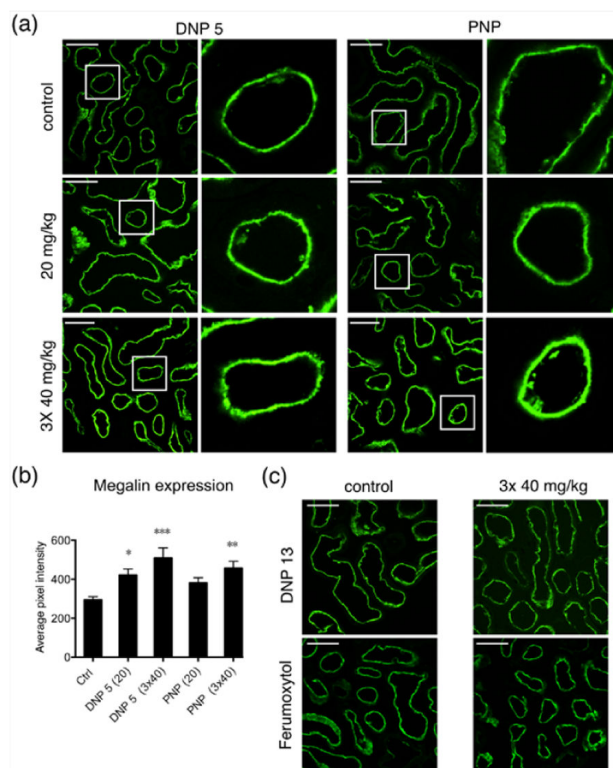 (a)
DNP 5
PNP
control
20 mg/kg
3X 40 mg/kg
(b)
Megalin expression
Average pixel intensity
600
400
200
0
*
***
**
Ctrl
DNP 5 (20)
DNP 5 (3x40)
PNP (20)
PNP (3x40)
(c)
control
3x 40 mg/kg
DNP 13
Ferumoxytol